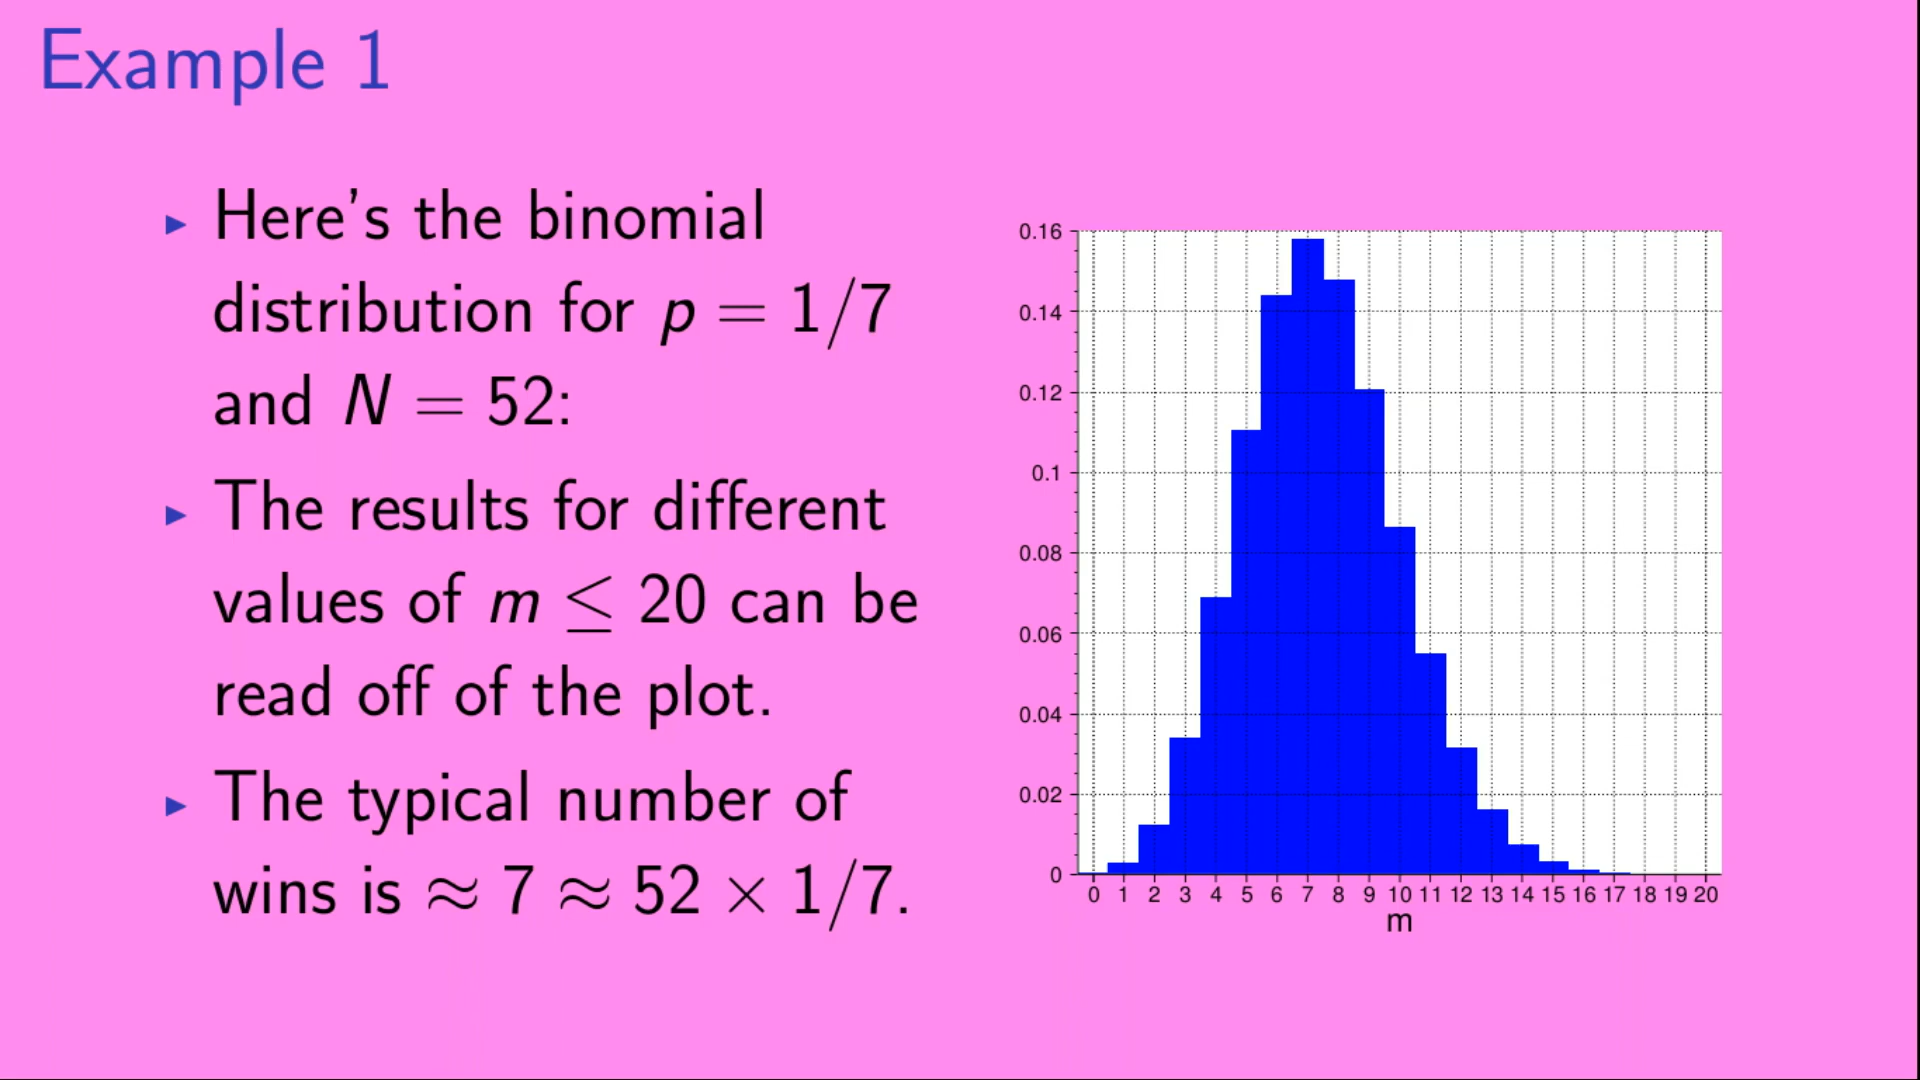 Example 1
▸ Here's the binomial
distribution for p = 1/7
and N = 52:
▸ The results for different
values of m ≤ 20 can be
read off of the plot.
▸ The typical number of
wins is ≈ 7 ≈ 52 × 1/7.
0.16
0.14
0.12
0.1
0.08
0.06
0.04
0.02
0
0 1 2 3 4 5 6 7 8 9 10 11 12 13 14 15 16 17 18 19 20
m